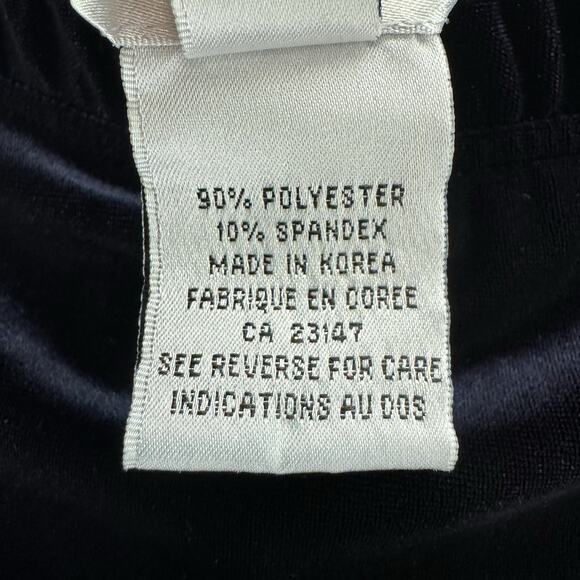 90% POLYESTER
10% SPANDEX
MADE IN KOREA
FABRIQUE EN COREE
CA 23147
SEE REVERSE FOR CARE
INDICATIONS AU DOS